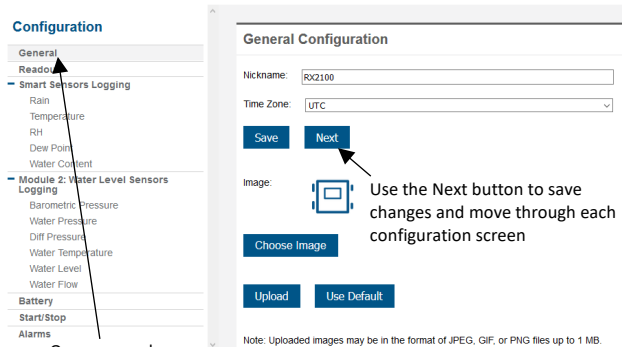 Configuration
General
Readout
Smart Sensors Logging
Rain
Temperature
RH
Dew Point
Water Content
Module 2: Water Level Sensors
Logging
Barometric Pressure
Water Pressure
Diff Pressure
Water Temperature
Water Level
Water Flow
Battery
Start/Stop
Alarms
General Configuration
Nickname: RX2100
Time Zone: UTC
Save Next
Image:
Use the Next button to save
changes and move through each
configuration screen
Choose Image
Upload Use Default
Note: Uploaded images may be in the format of JPEG, GIF, or PNG files up to 1 MB.